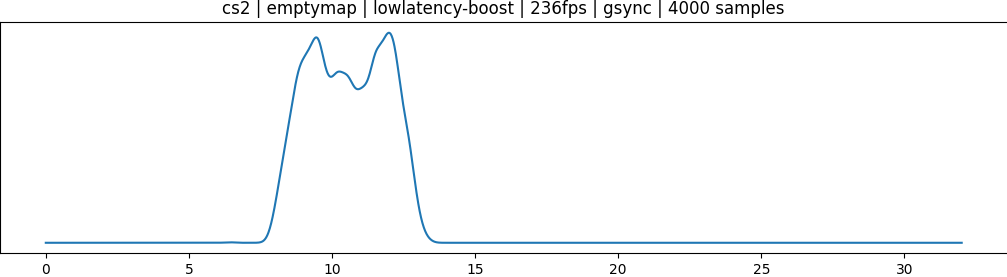 cs2 | emptymap | lowlatency-boost | 236fps | gsync | 4000 samples
0 5 10 15 20 25 30